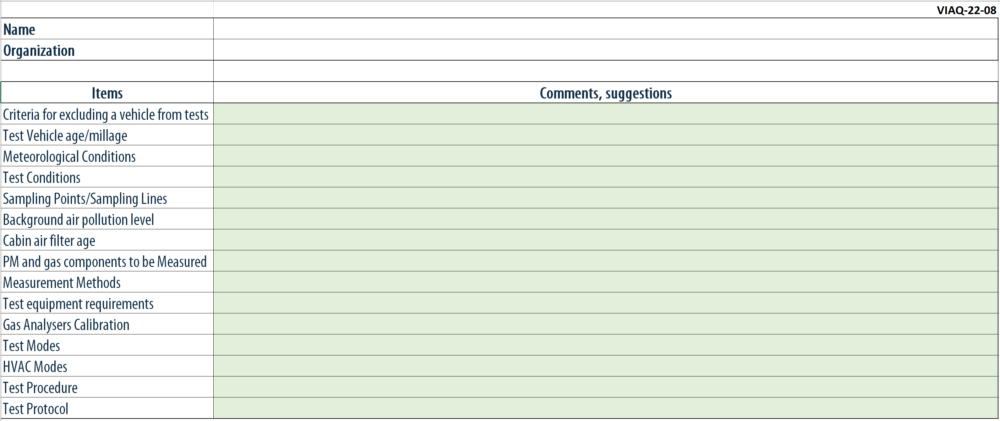 VIAQ-22-08
Name
Organization
Items
Comments, suggestions
Criteria for excluding a vehicle from tests
Test Vehicle age/millage
Meteorological Conditions
Test Conditions
Sampling Points/Sampling Lines
Background air pollution level
Cabin air filter age
PM and gas components to be Measured
Measurement Methods
Test equipment requirements
Gas Analysers Calibration
Test Modes
HVAC Modes
Test Procedure
Test Protocol